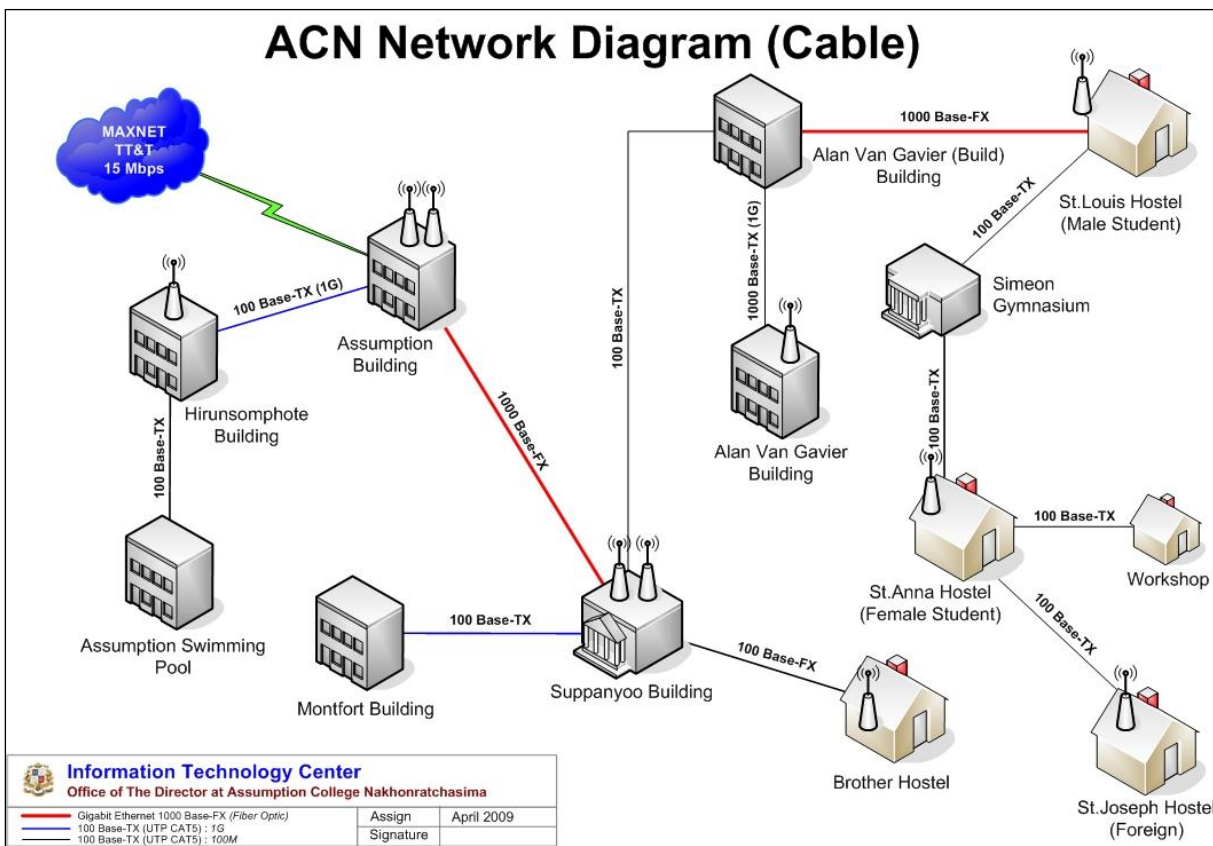 ACN Network Diagram (Cable)
MAXNET
TT&T
15 Mbps
1000 Base-FX
Alan Van Gavier (Build)
Building
St.Louis Hostel
(Male Student)
100 Base-TX
100 Base-TX (1G)
Assumption
Building
Hirunsomphote
Building
100 Base-TX
1000 Base-TX (1G)
Simeon
Gymnasium
100 Base-TX
Alan Van Gavier
Building
100 Base-TX
1000 Base-FX
Assumption Swimming
Pool
100 Base-TX
Montfort Building
Suppanyoo Building
St.Anna Hostel
(Female Student)
100 Base-TX
Workshop
100 Base-TX
100 Base-FX
Brother Hostel
St.Joseph Hostel
(Foreign)
Information Technology Center
Office of The Director at Assumption College Nakhonratchasima
Gigabit Ethernet 1000 Base-FX (Fiber Optic)
100 Base-TX (UTP CAT5) : 1G
100 Base-TX (UTP CAT5) : 100M
Assign April 2009
Signature